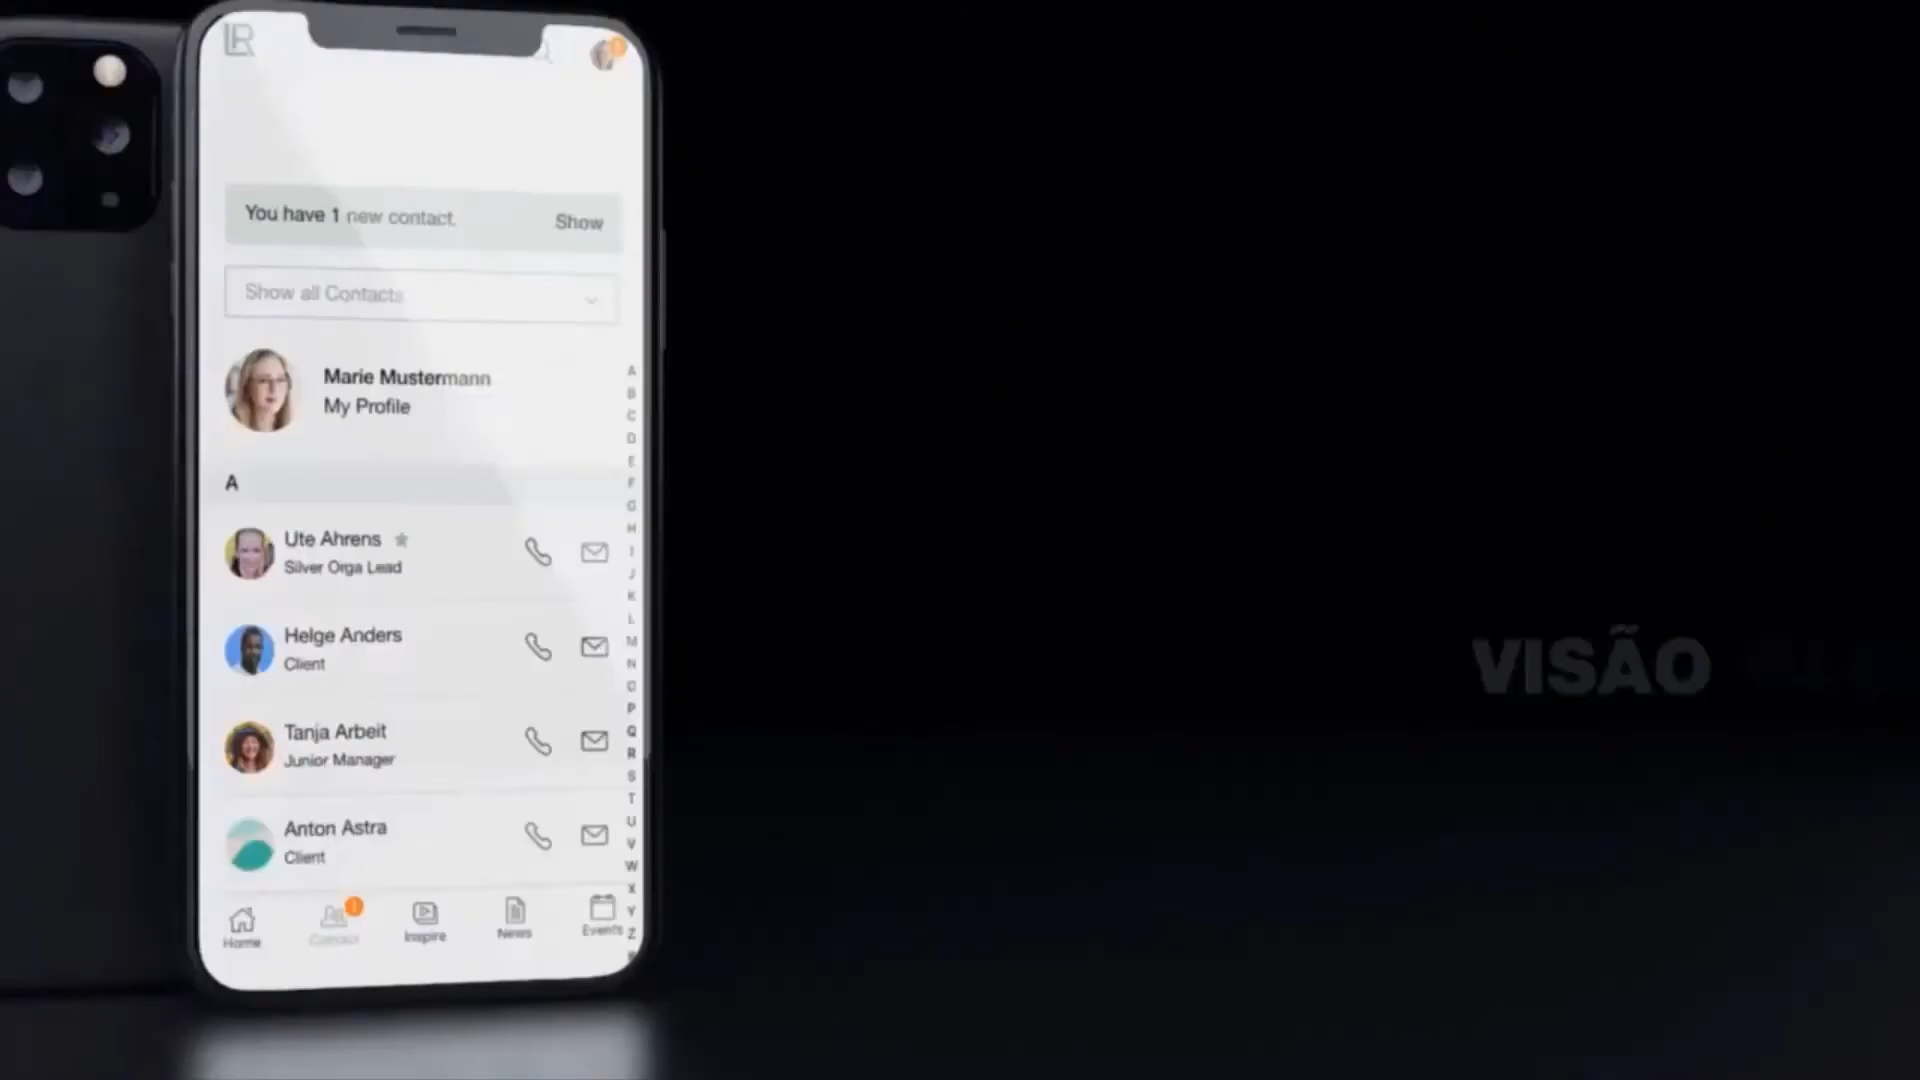 LR
You have 1 new contact.
Show
Show all Contacts
Marie Mustermann
My Profile
A
Ute Ahrens
Silver Orga Lead
Helge Anders
Client
Tanja Arbeit
Junior Manager
Anton Astra
Client
A
B
C
D
E
F
G
H
I
J
K
L
M
N
O
P
Q
R
S
T
U
V
W
X
Y
Z
Home
Contact
Inspire
News
Events
VISÃO